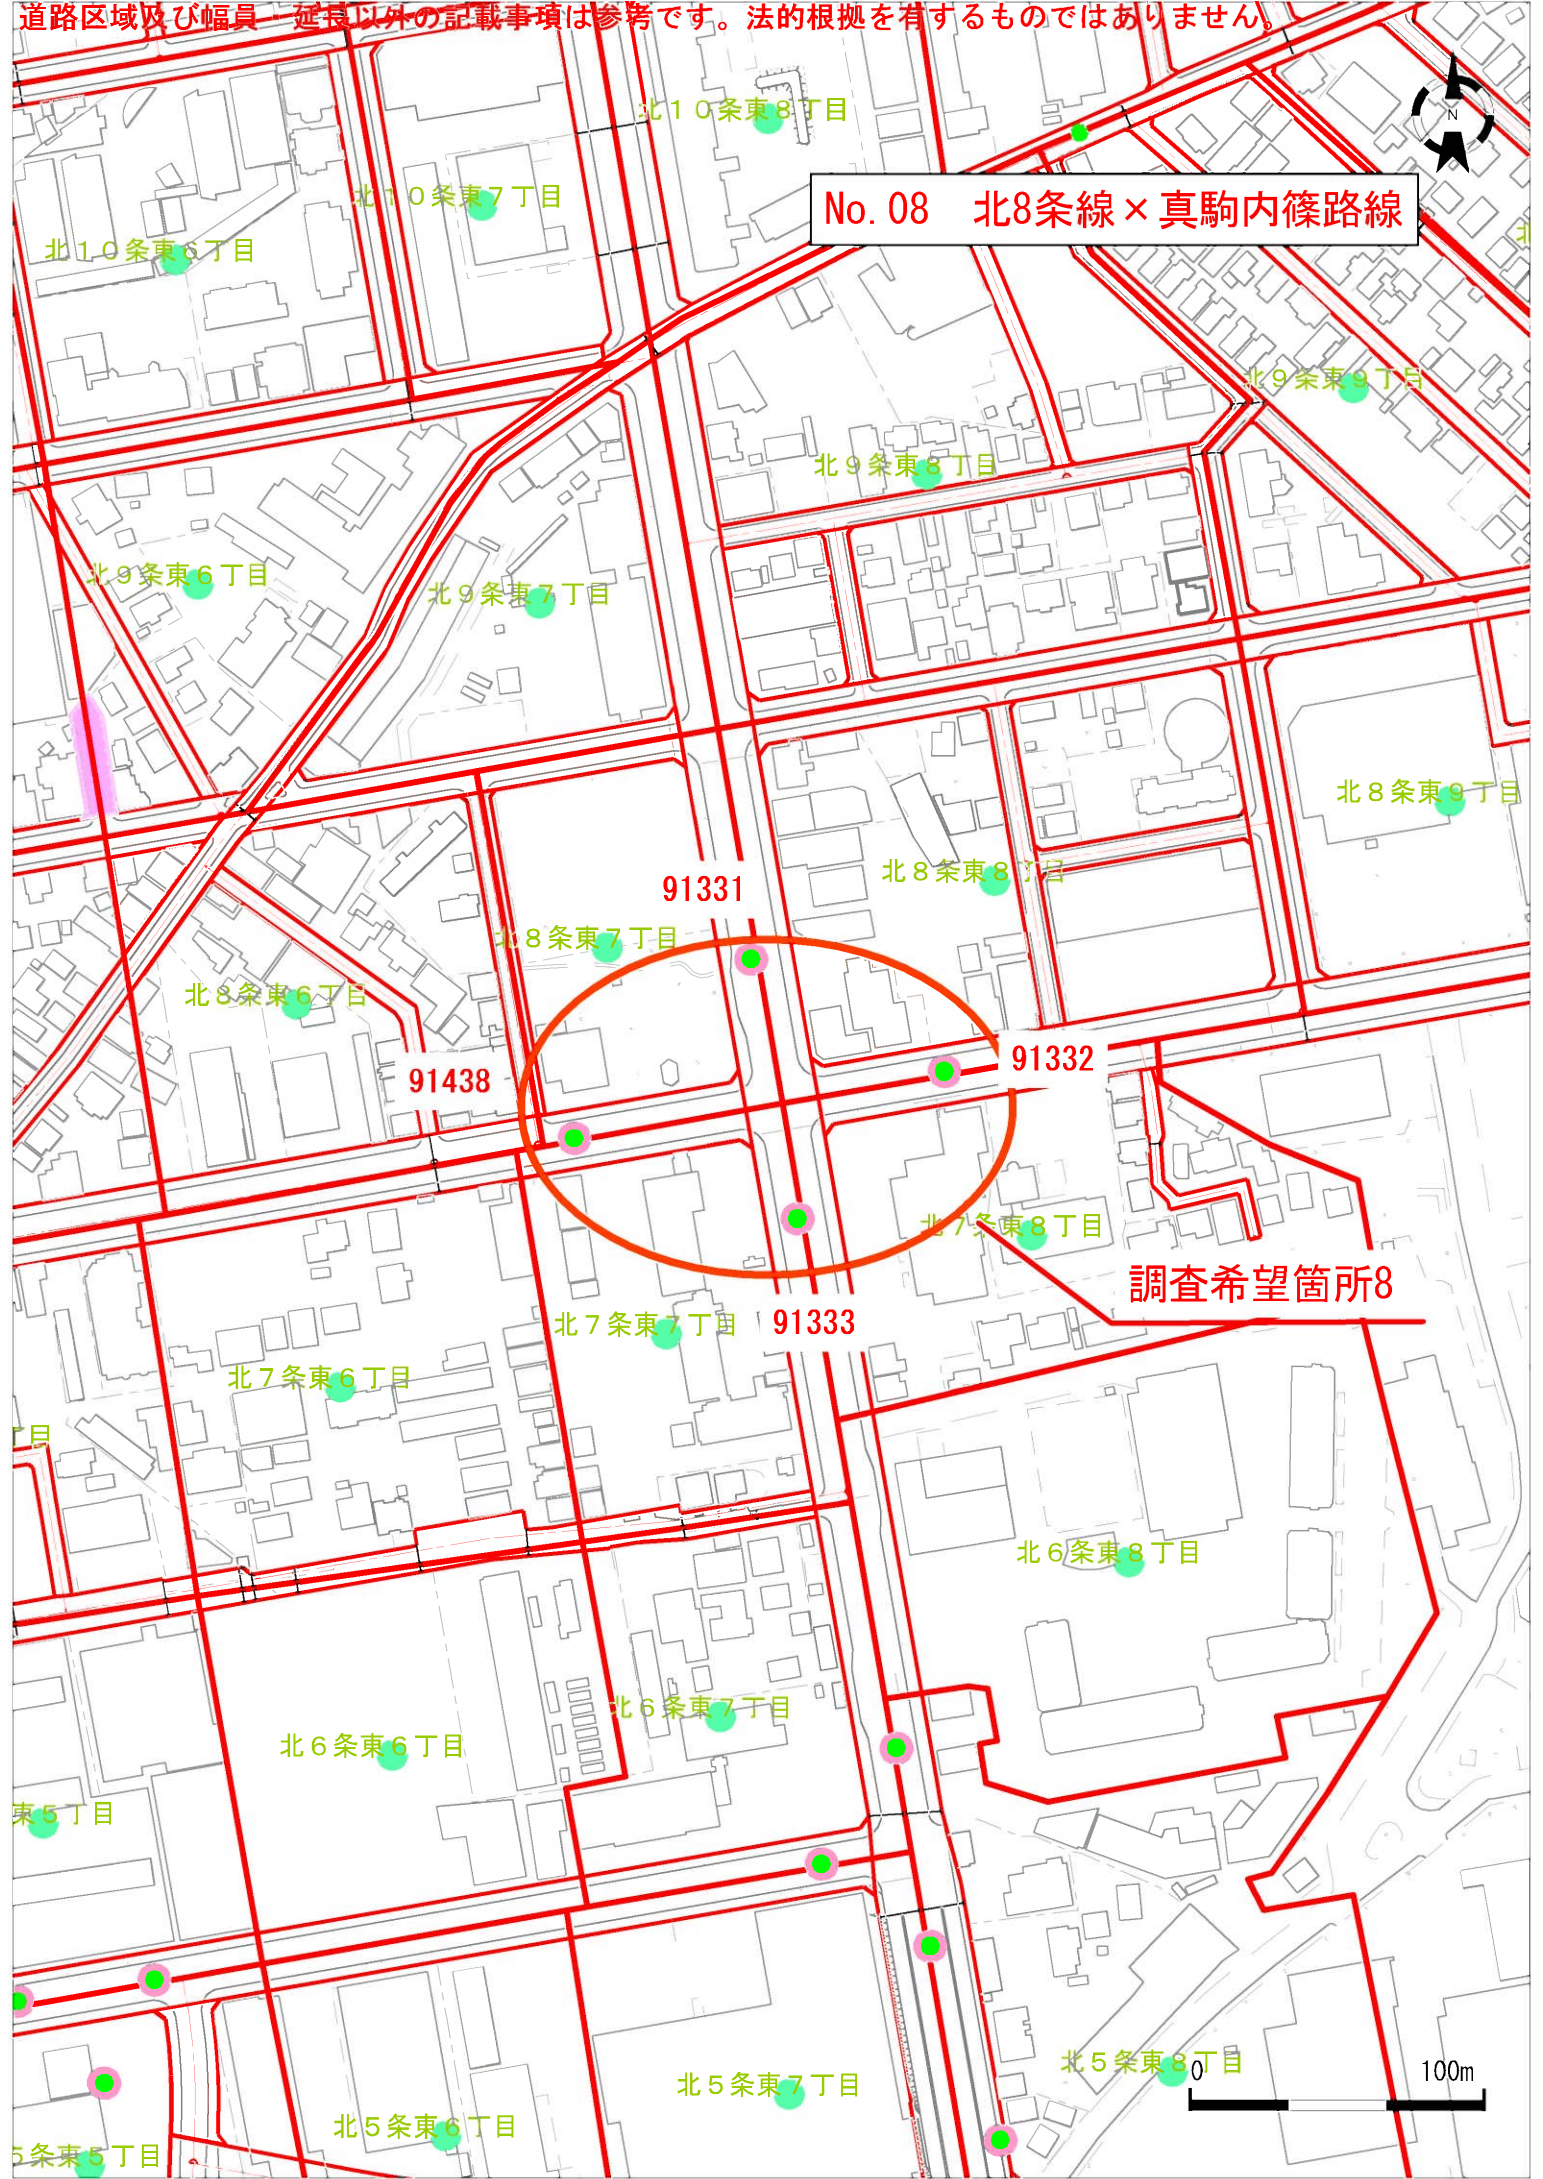 道路区域及び幅員・延長以外の記載事項は参考です。法的根拠を有するものではありません。
N
北10条東8丁目
北10条東7丁目
No.08 北8条線×真駒内篠路線
北10条東6丁目
北9条東9丁目
北9条東8丁目
北9条東6丁目
北9条東7丁目
北8条東9丁目
91331
北8条東8丁目
北8条東7丁目
北8条東6丁目
91438
91332
北7条東8丁目
調査希望箇所8
北7条東7丁目
91333
北7条東6丁目
丁目
北6条東8丁目
北6条東7丁目
北6条東6丁目
東5丁目
北5条東8丁目
0 100m
北5条東7丁目
北5条東6丁目
5条東5丁目